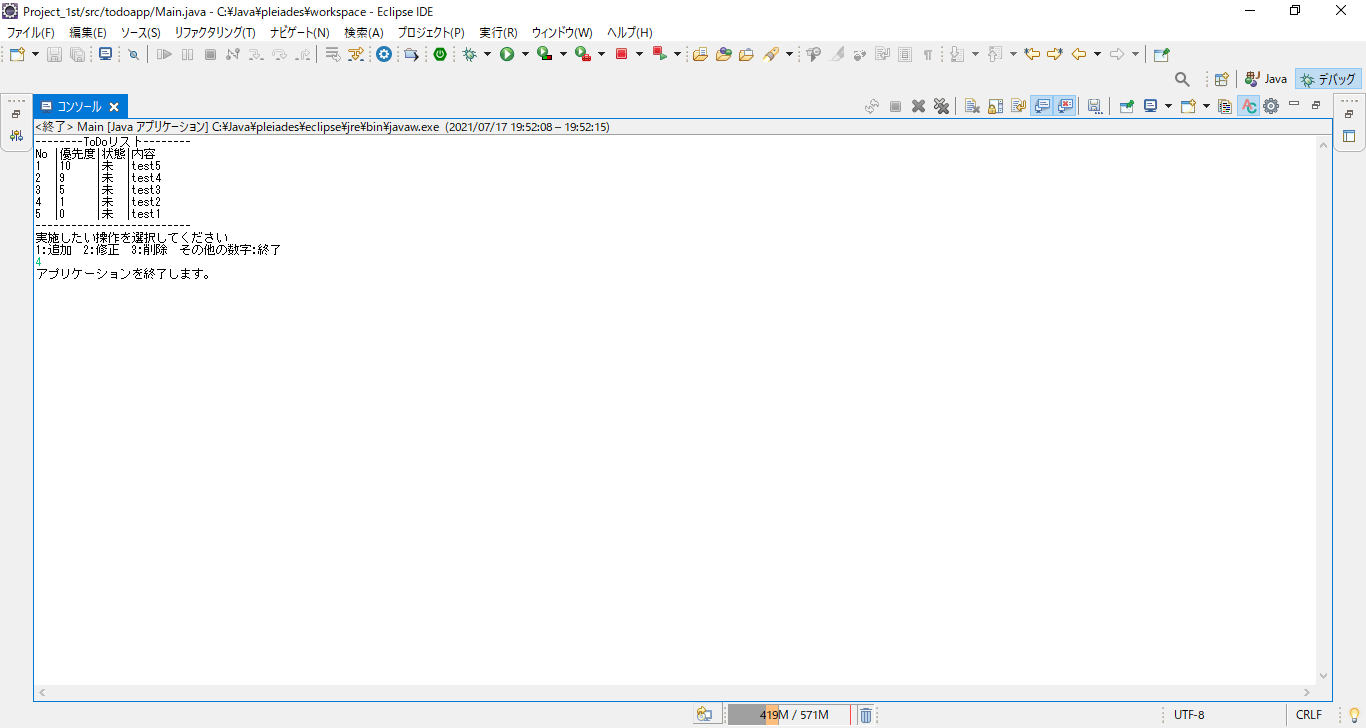 Project_1st/src/todoapp/Main.java - C:¥Java¥pleiades¥workspace - Eclipse IDE
ファイル(F) 編集(E) ソース(S) リファクタリング(T) ナビゲート(N) 検索(A) プロジェクト(P) 実行(R) ウィンドウ(W) ヘルプ(H)
Java デバッグ
コンソール
<終了> Main [Java アプリケーション] C:¥Java¥pleiades¥eclipse¥jre¥bin¥javaw.exe (2021/07/17 19:52:08 – 19:52:15)
--------ToDoリスト--------
No |優先度|状態|内容
1 |10 |未 |test5
2 |9 |未 |test4
3 |5 |未 |test3
4 |1 |未 |test2
5 |0 |未 |test1
--------------------------
実施したい操作を選択してください
1:追加 2:修正 3:削除 その他の数字:終了
4
アプリケーションを終了します。
419M / 571M UTF-8 CRLF